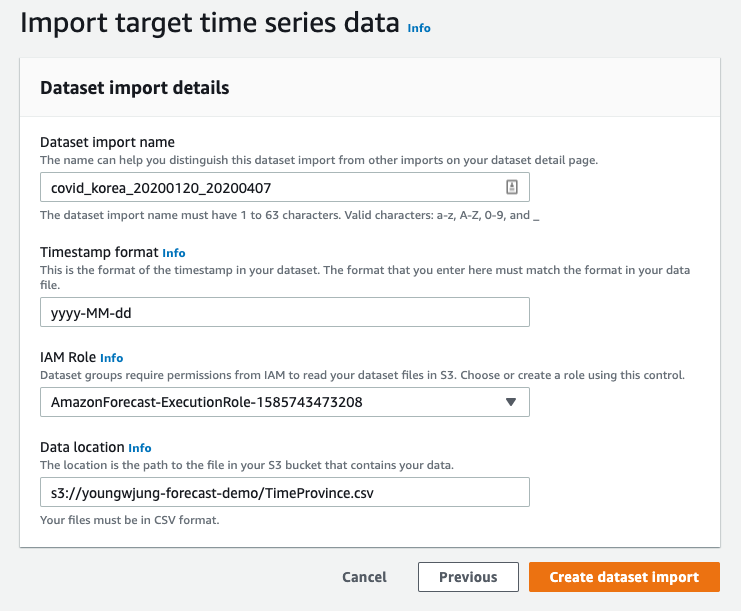 Import target time series data Info
Dataset import details
Dataset import name
The name can help you distinguish this dataset import from other imports on your dataset detail page.
covid_korea_20200120_20200407
The dataset import name must have 1 to 63 characters. Valid characters: a-z, A-Z, 0-9, and _
Timestamp format Info
This is the format of the timestamp in your dataset. The format that you enter here must match the format in your data
file.
yyyy-MM-dd
IAM Role Info
Dataset groups require permissions from IAM to read your dataset files in S3. Choose or create a role using this control.
AmazonForecast-ExecutionRole-1585743473208
Data location Info
The location is the path to the file in your S3 bucket that contains your data.
s3://youngwjung-forecast-demo/TimeProvince.csv
Your files must be in CSV format.
Cancel Previous Create dataset import